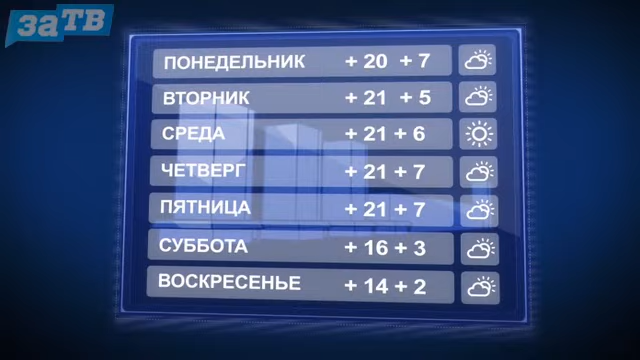 заТВ
ПОНЕДЕЛЬНИК + 20 + 7
ВТОРНИК + 21 + 5
СРЕДА + 21 + 6
ЧЕТВЕРГ + 21 + 7
ПЯТНИЦА + 21 + 7
СУББОТА + 16 + 3
ВОСКРЕСЕНЬЕ + 14 + 2